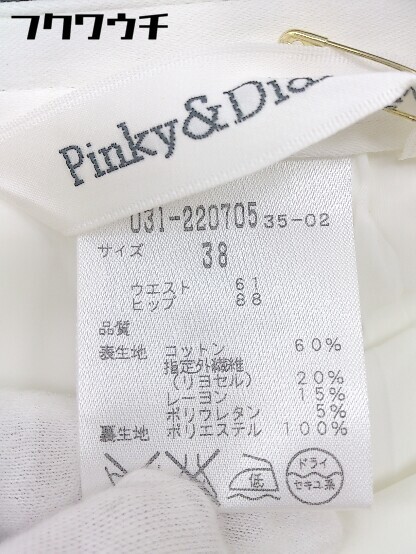 フクワウチ
Pinky&Dia
031-220705 35-02
サイズ 38
ウエスト 61
ヒップ 88
品質
表生地 コットン 60%
指定外繊維
(リヨセル) 20%
レーヨン 15%
ポリウレタン 5%
裏生地 ポリエステル 100%
低
ドライ
セキユ系